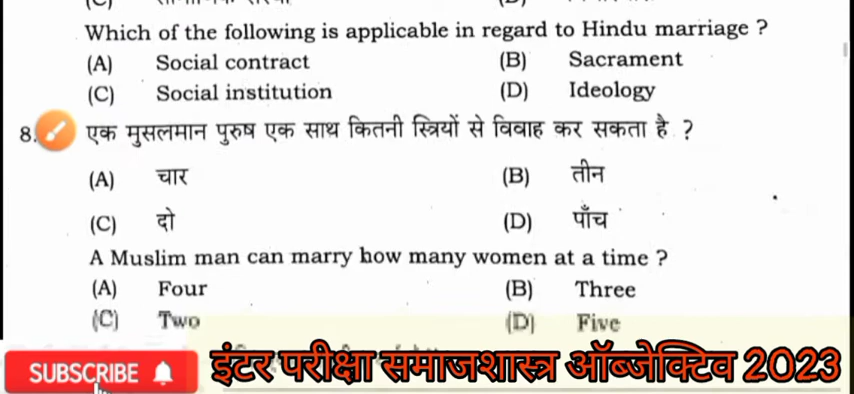 Which of the following is applicable in regard to Hindu marriage ?
(A) Social contract (B) Sacrament
(C) Social institution (D) Ideology
8. एक मुसलमान पुरुष एक साथ कितनी स्त्रियों से विवाह कर सकता है ?
(A) चार (B) तीन
(C) दो (D) पाँच
A Muslim man can marry how many women at a time ?
(A) Four (B) Three
(C) Two (D) Five
SUBSCRIBE इंटर परीक्षा समाजशास्त्र ऑब्जेक्टिव 2023